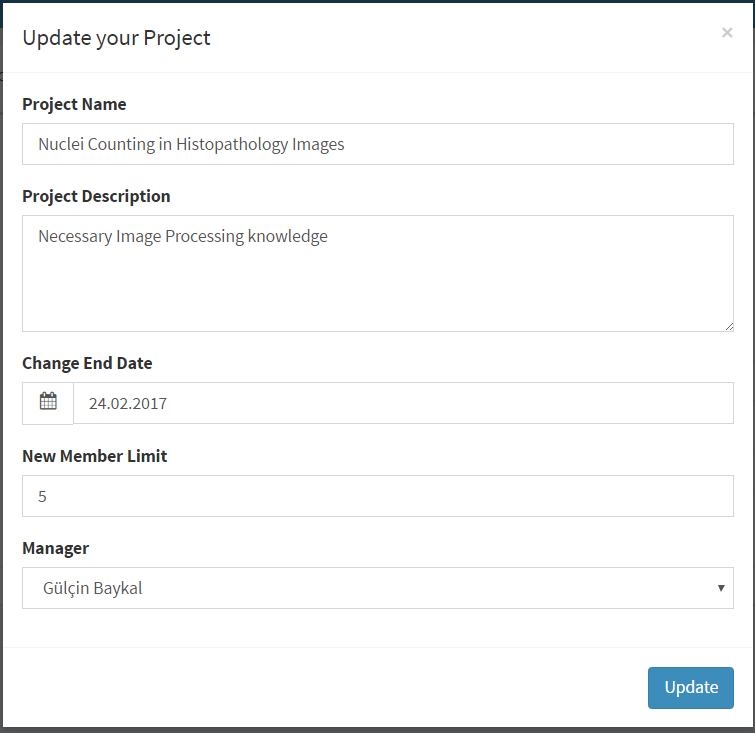 Update your Project
×
Project Name
Nuclei Counting in Histopathology Images
Project Description
Necessary Image Processing knowledge
Change End Date
24.02.2017
New Member Limit
5
Manager
Gülçin Baykal
Update